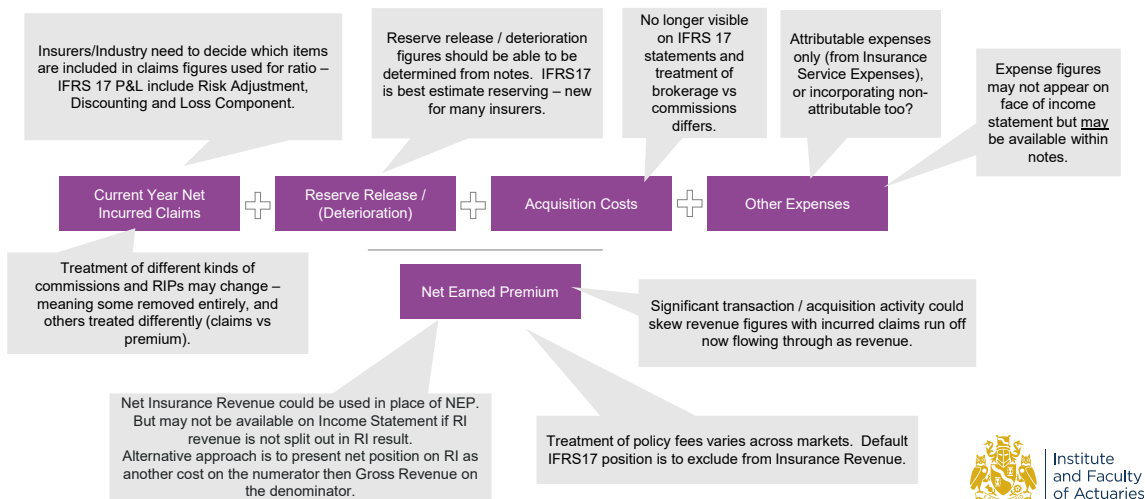 Insurers/Industry need to decide which items
are included in claims figures used for ratio –
IFRS 17 P&L include Risk Adjustment,
Discounting and Loss Component.
Reserve release / deterioration
figures should be able to be
determined from notes. IFRS17
is best estimate reserving – new
for many insurers.
No longer visible
on IFRS 17
statements and
treatment of
brokerage vs
commissions
differs.
Attributable expenses
only (from Insurance
Service Expenses),
or incorporating non-
attributable too?
Expense figures
may not appear on
face of income
statement but may
be available within
notes.
Current Year Net
Incurred Claims
Reserve Release /
(Deterioration)
Acquisition Costs
Other Expenses
Treatment of different kinds of
commissions and RIPs may change –
meaning some removed entirely, and
others treated differently (claims vs
premium).
Net Earned Premium
Significant transaction / acquisition activity could
skew revenue figures with incurred claims run off
now flowing through as revenue.
Net Insurance Revenue could be used in place of NEP.
But may not be available on Income Statement if RI
revenue is not split out in RI result.
Alternative approach is to present net position on RI as
another cost on the numerator then Gross Revenue on
the denominator.
Treatment of policy fees varies across markets. Default
IFRS17 position is to exclude from Insurance Revenue.
Institute
and Faculty
of Actuaries